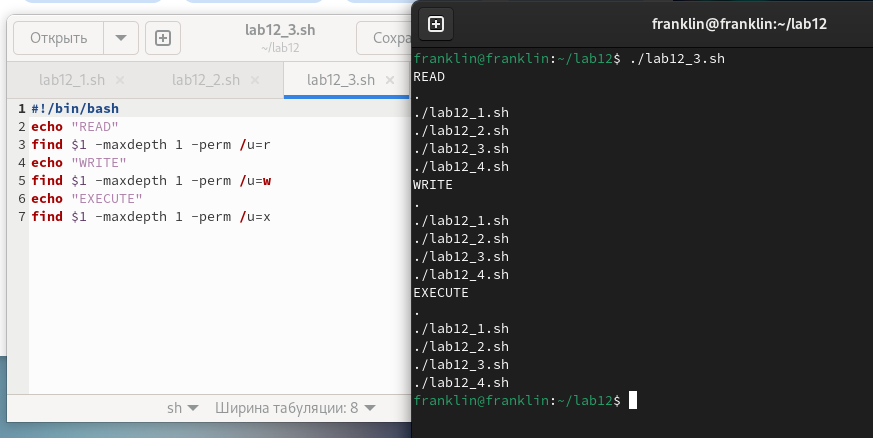 Открыть
lab12_3.sh
~/lab12
Сохра
lab12_1.sh ×
lab12_2.sh ×
lab12_3.sh ×
1 #!/bin/bash
2 echo "READ"
3 find $1 -maxdepth 1 -perm /u=r
4 echo "WRITE"
5 find $1 -maxdepth 1 -perm /u=w
6 echo "EXECUTE"
7 find $1 -maxdepth 1 -perm /u=x
sh
Ширина табуляции: 8
franklin@franklin:~/lab12
franklin@franklin:~/lab12$ ./lab12_3.sh
READ
.
./lab12_1.sh
./lab12_2.sh
./lab12_3.sh
./lab12_4.sh
WRITE
.
./lab12_1.sh
./lab12_2.sh
./lab12_3.sh
./lab12_4.sh
EXECUTE
.
./lab12_1.sh
./lab12_2.sh
./lab12_3.sh
./lab12_4.sh
franklin@franklin:~/lab12$